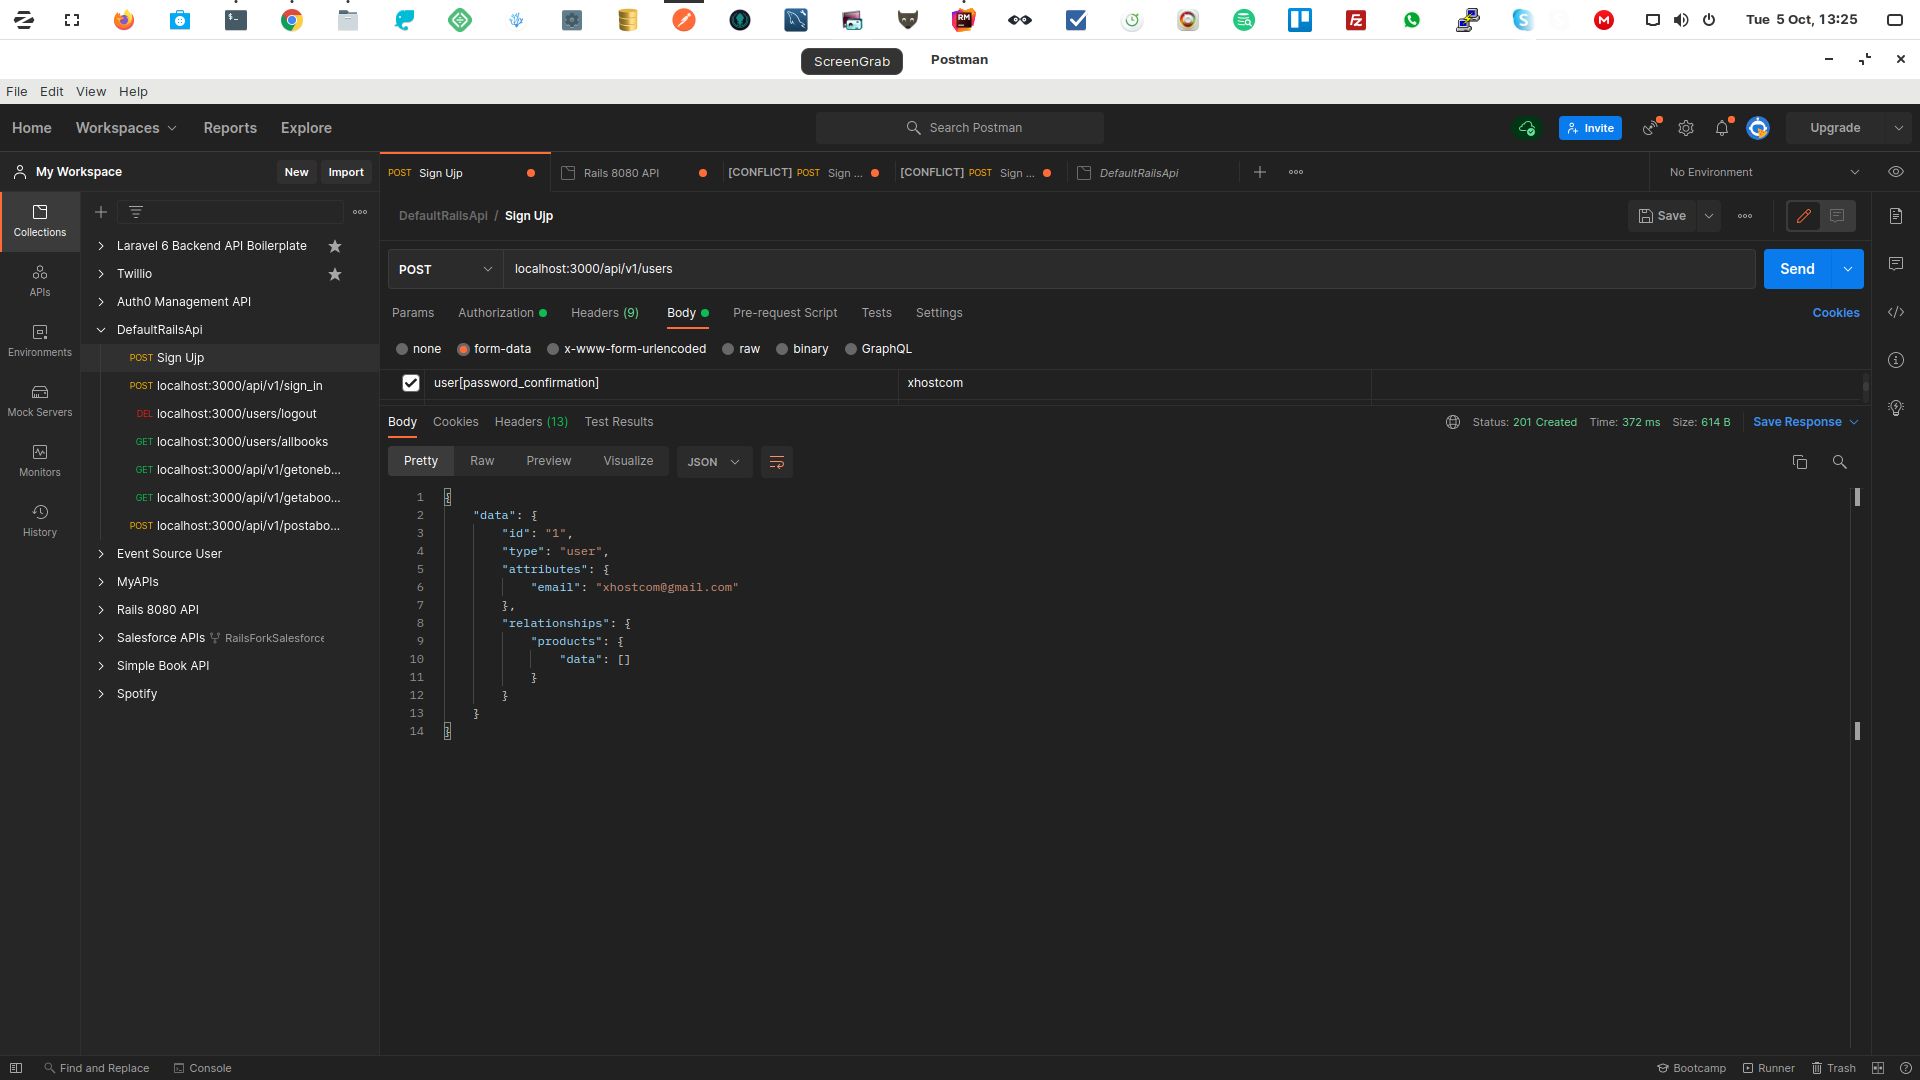 Tue 5 Oct, 13:25
ScreenGrab
Postman
File Edit View Help
Home Workspaces Reports Explore
Search Postman
Invite
Upgrade
My Workspace
New Import
POST Sign Ujp
Rails 8080 API
[CONFLICT] POST Sign ...
[CONFLICT] POST Sign ...
DefaultRailsApi
No Environment
Collections
APIs
Environments
Mock Servers
Monitors
History
Laravel 6 Backend API Boilerplate
Twillio
Auth0 Management API
DefaultRailsApi
POST Sign Ujp
POST localhost:3000/api/v1/sign_in
DEL localhost:3000/users/logout
GET localhost:3000/users/allbooks
GET localhost:3000/api/v1/getoneb...
GET localhost:3000/api/v1/getaboo...
POST localhost:3000/api/v1/postabo...
Event Source User
MyAPIs
Rails 8080 API
Salesforce APIs RailsForkSalesforce
Simple Book API
Spotify
DefaultRailsApi / Sign Ujp
Save
POST localhost:3000/api/v1/users
Send
Params Authorization Headers (9) Body Pre-request Script Tests Settings
Cookies
none form-data x-www-form-urlencoded raw binary GraphQL
user[password_confirmation] xhostcom
Body Cookies Headers (13) Test Results
Status: 201 Created Time: 372 ms Size: 614 B Save Response
Pretty Raw Preview Visualize JSON
1 {
2 "data": {
3 "id": "1",
4 "type": "user",
5 "attributes": {
6 "email": "xhostcom@gmail.com"
7 },
8 "relationships": {
9 "products": {
10 "data": []
11 }
12 }
13 }
14 }
Find and Replace Console
Bootcamp Runner Trash